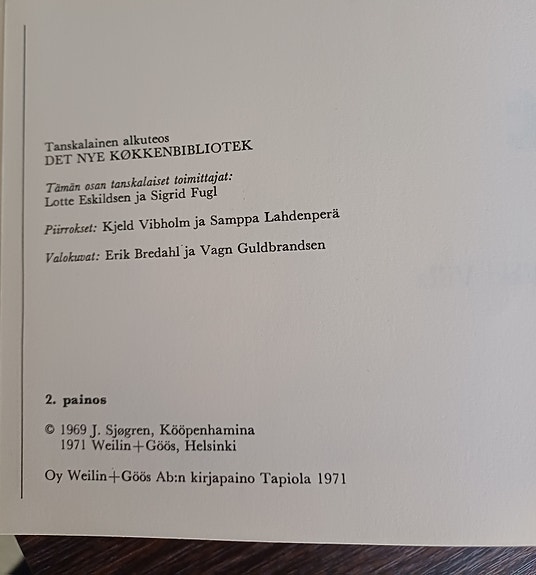 Tanskalainen alkuteos
DET NYE KØKKENBIBLIOTEK
Tämän osan tanskalaiset toimittajat:
Lotte Eskildsen ja Sigrid Fugl
Piirrokset: Kjeld Vibholm ja Samppa Lahdenperä
Valokuvat: Erik Bredahl ja Vagn Guldbrandsen
2. painos
© 1969 J. Sjøgren, Kööpenhamina
1971 Weilin+Göös, Helsinki
Oy Weilin+Göös Ab:n kirjapaino Tapiola 1971